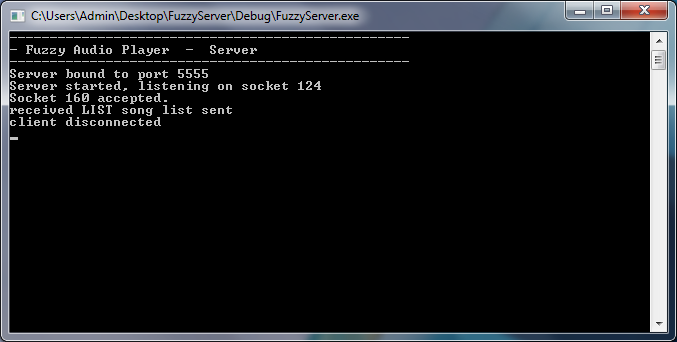 C:\Users\Admin\Desktop\FuzzyServer\Debug\FuzzyServer.exe
--------------------------------------------------
- Fuzzy Audio Player  -  Server
--------------------------------------------------
Server bound to port 5555
Server started, listening on socket 124
Socket 160 accepted.
received LIST song list sent
client disconnected